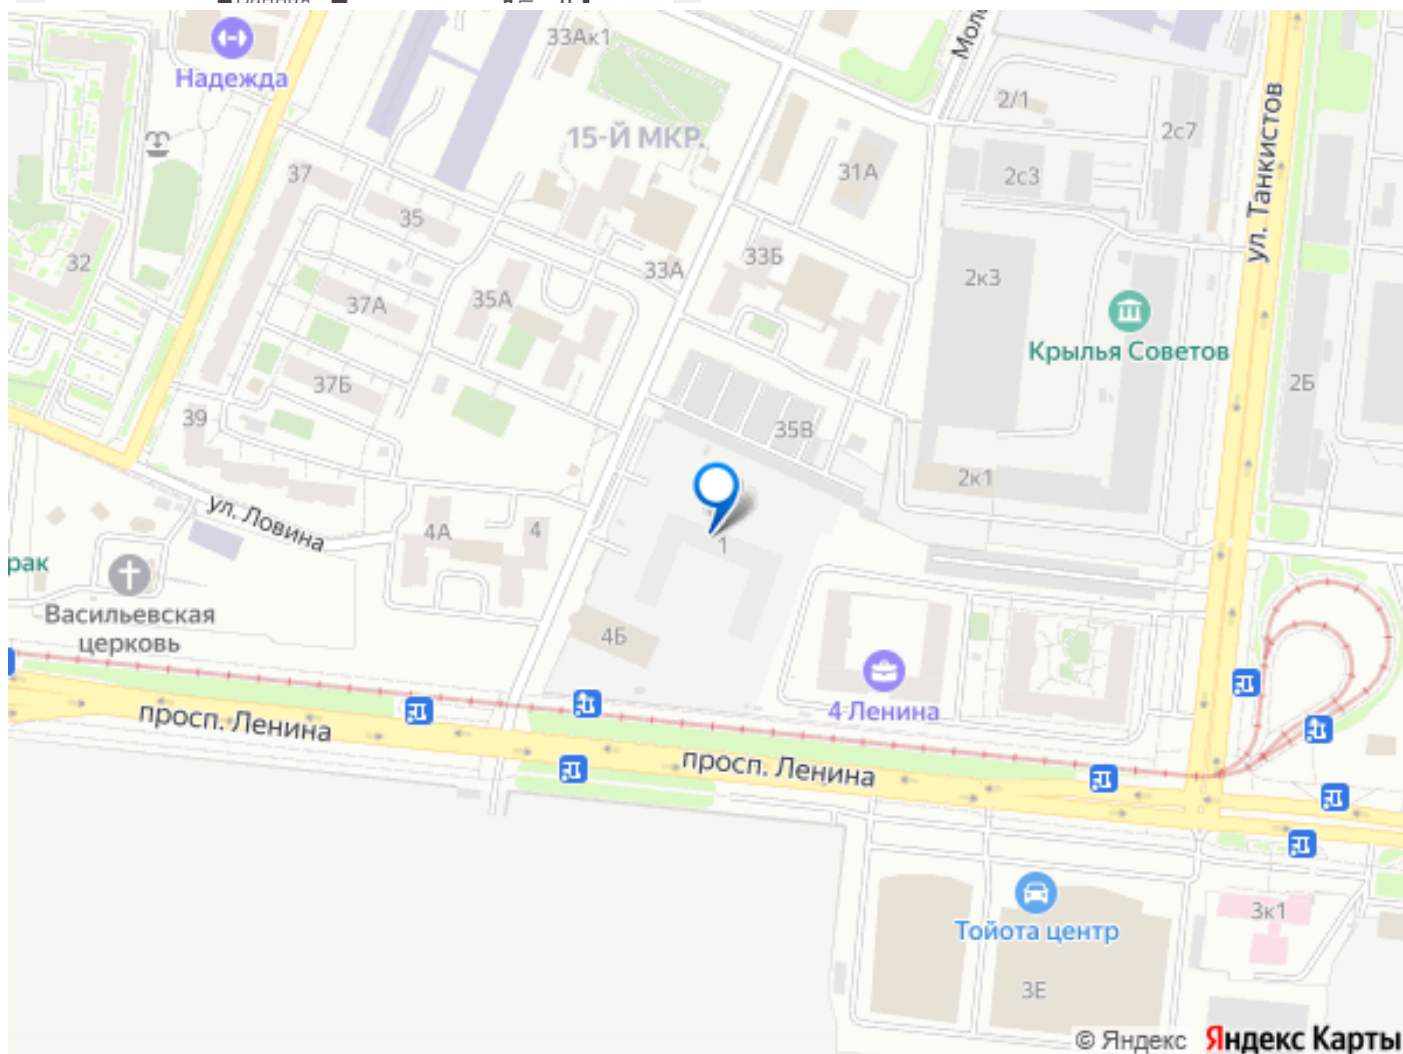 33Ак1
Надежда
Моло
2/1
15-Й МКР.
2с7
ул. Танкистов
37
31А
2с3
35
32
33А
33Б
2к3
37А
35А
Крылья Советов
37Б
2Б
39
35В
2к1
ул. Ловина
4А
4
1
рак
Васильевская
церковь
4Б
4 Ленина
просп. Ленина
просп. Ленина
3к1
Тойота центр
3Е
© Яндекс Яндекс Карты